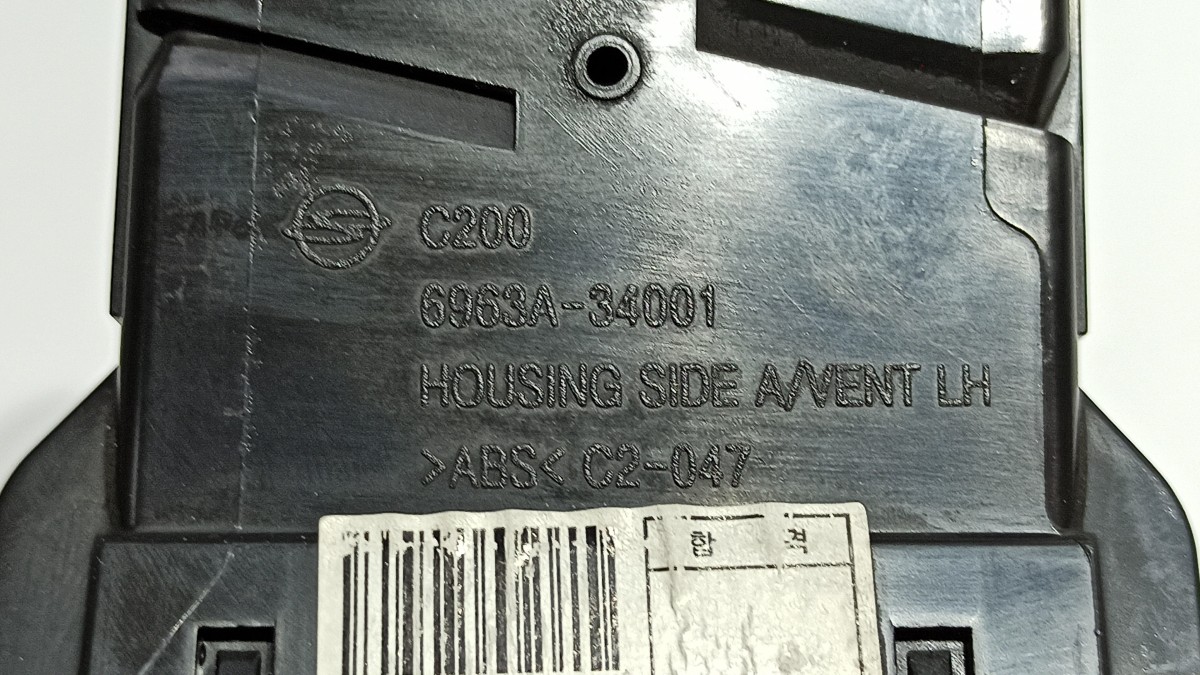 C200
6963A-34001
HOUSING SIDE A/VENT LH
>ABS< C2-047
합 격